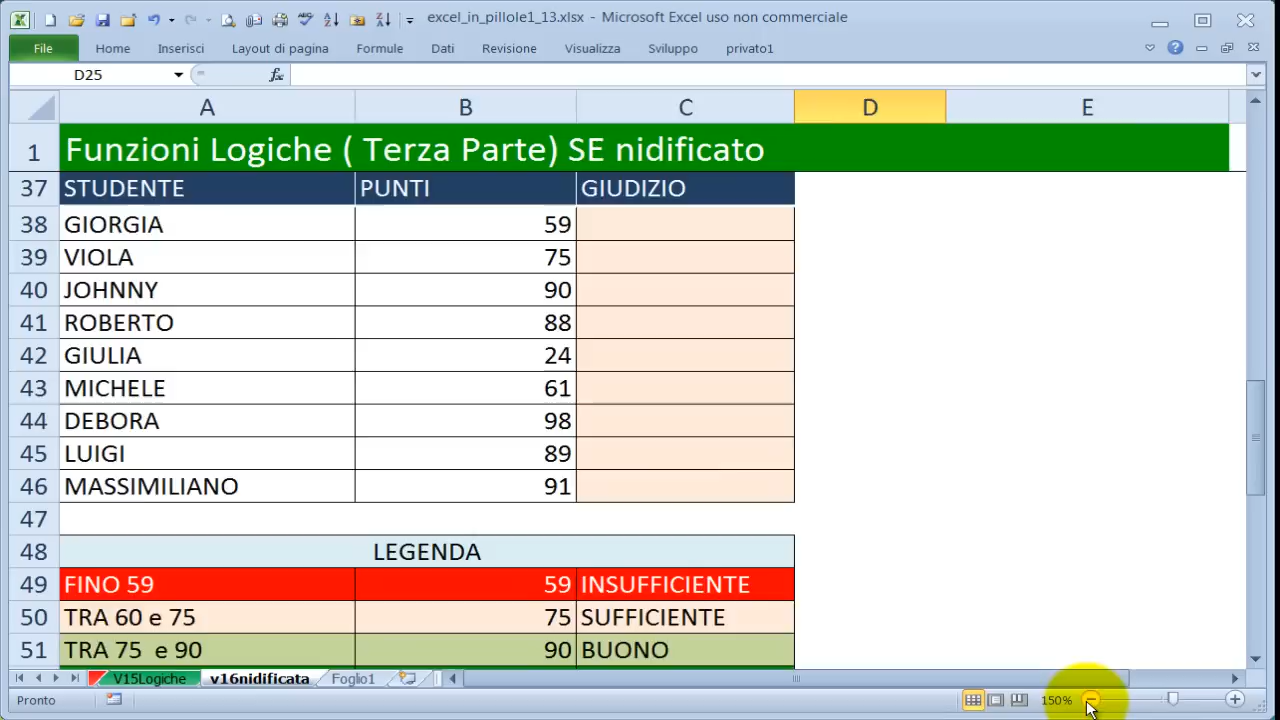 excel_in_pillole1_13.xlsx - Microsoft Excel uso non commerciale
File Home Inserisci Layout di pagina Formule Dati Revisione Visualizza Sviluppo privato1
D25 fx
A B C D E
1 Funzioni Logiche ( Terza Parte) SE nidificato
37 STUDENTE PUNTI GIUDIZIO
38 GIORGIA 59
39 VIOLA 75
40 JOHNNY 90
41 ROBERTO 88
42 GIULIA 24
43 MICHELE 61
44 DEBORA 98
45 LUIGI 89
46 MASSIMILIANO 91
47
48 LEGENDA
49 FINO 59 59 INSUFFICIENTE
50 TRA 60 e 75 75 SUFFICIENTE
51 TRA 75 e 90 90 BUONO
V15Logiche v16nidificata Foglio1
Pronto 150%